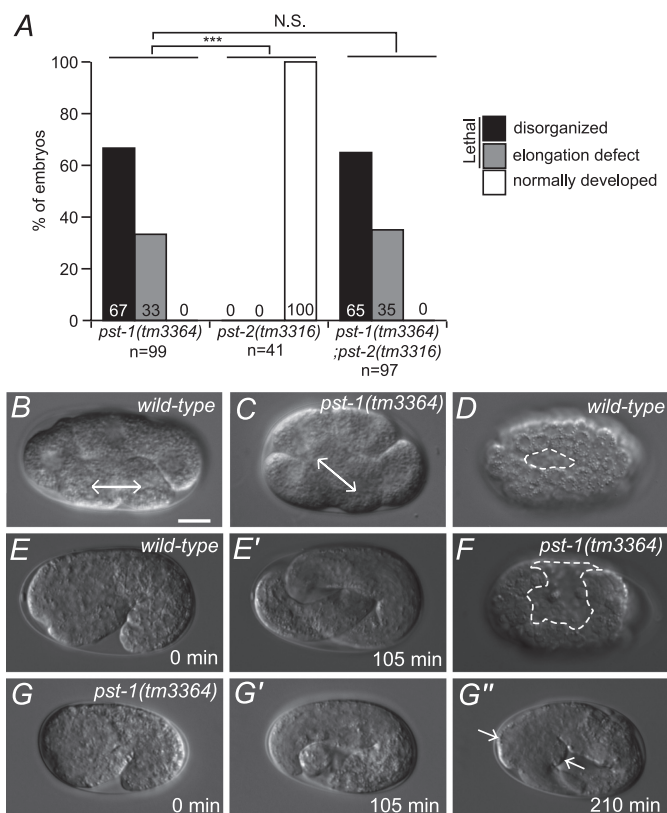 A
N.S.
***
100
80
60
40
20
0
% of embryos
67 33 0
0 0 100
65 35 0
pst-1(tm3364)
n=99
pst-2(tm3316)
n=41
pst-1(tm3364)
;pst-2(tm3316)
n=97
Lethal
disorganized
elongation defect
normally developed
B wild-type
C pst-1(tm3364)
D wild-type
E wild-type
0 min
E'
105 min
F pst-1(tm3364)
G pst-1(tm3364)
0 min
G'
105 min
G''
210 min